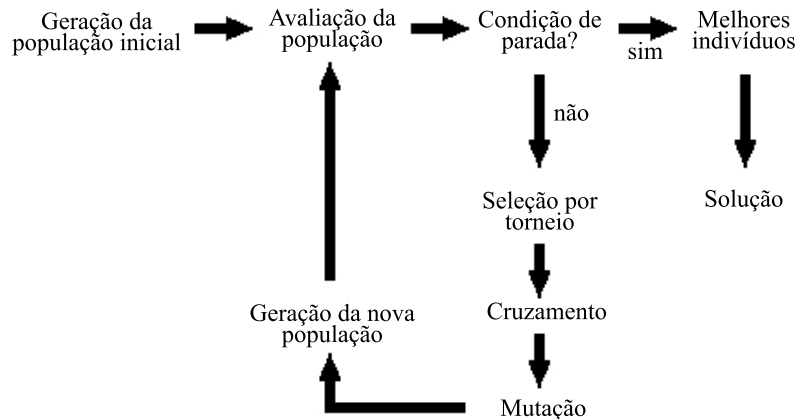 Geração da
população inicial
Avaliação da
população
Condição de
parada?
sim
Melhores
indivíduos
não
Seleção por
torneio
Solução
Geração da nova
população
Cruzamento
Mutação